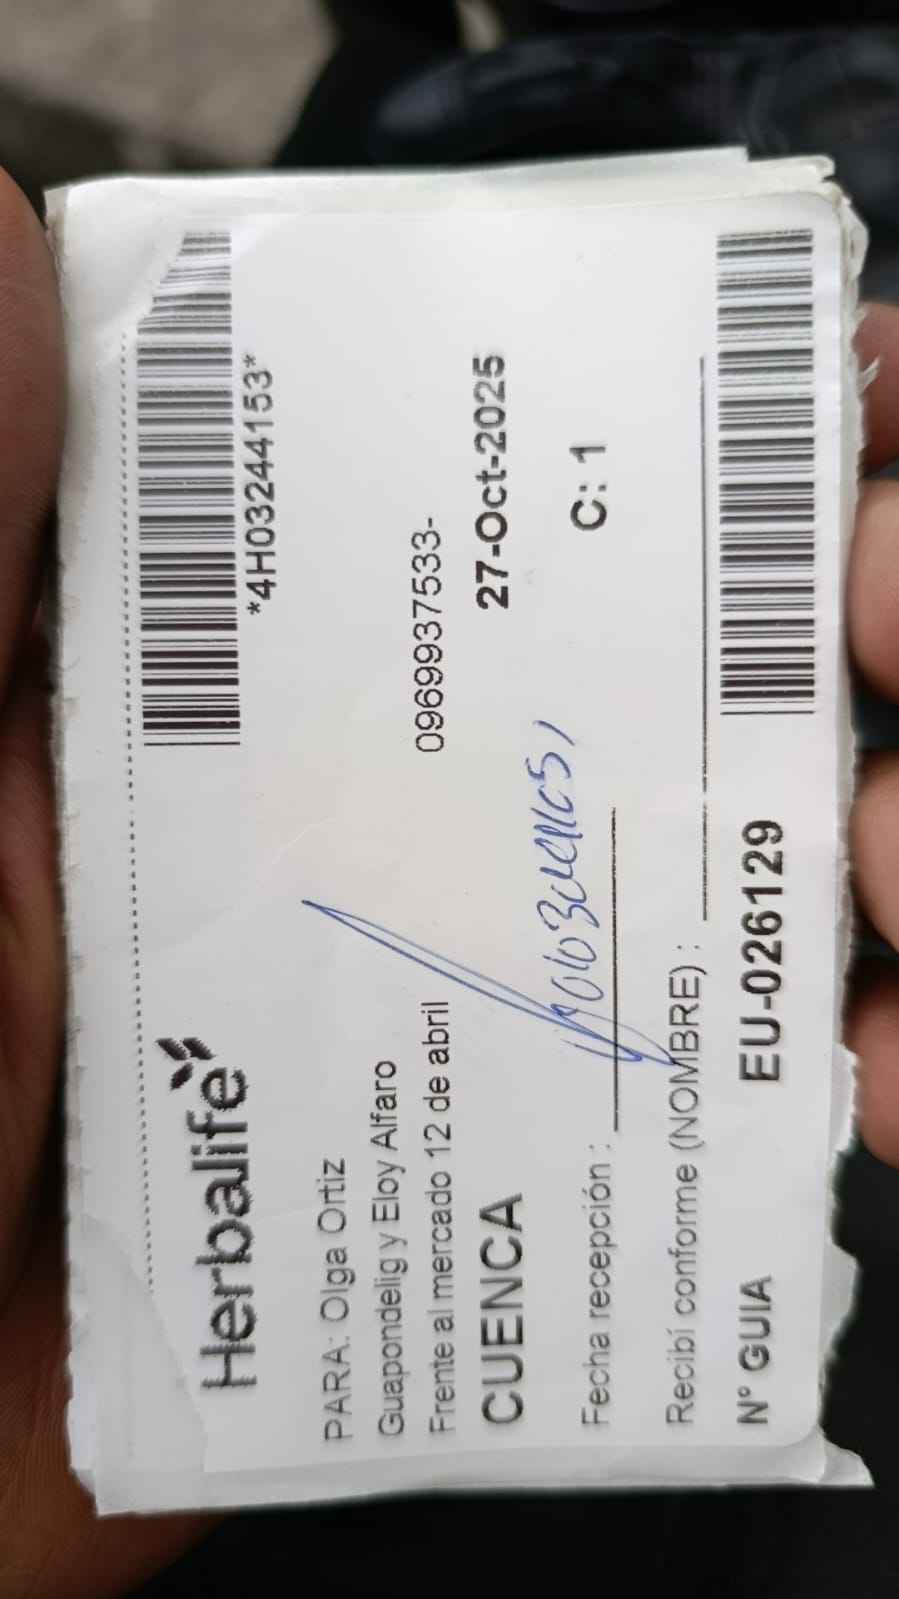 Herbalife
*4H03244153*
PARA: Olga Ortiz
Guapondelig y Eloy Alfaro
Frente al mercado 12 de abril
0969937533-
CUENCA
27-Oct-2025
Fecha recepción :
C: 1
Recibí conforme (NOMBRE) :
N° GUIA EU-026129